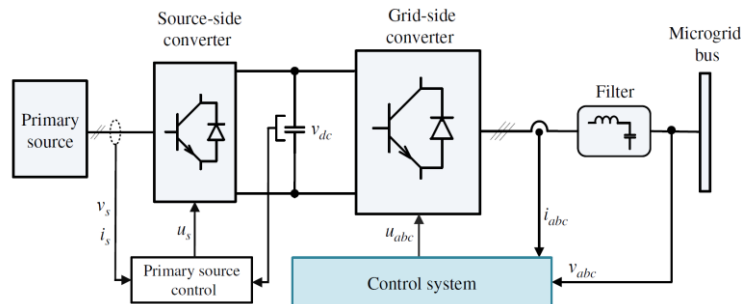 Source-side
converter
Grid-side
converter
Microgrid
bus
Filter
Primary
source
v_dc
v_s
i_s
u_s
u_abc
i_abc
v_abc
Primary source
control
Control system